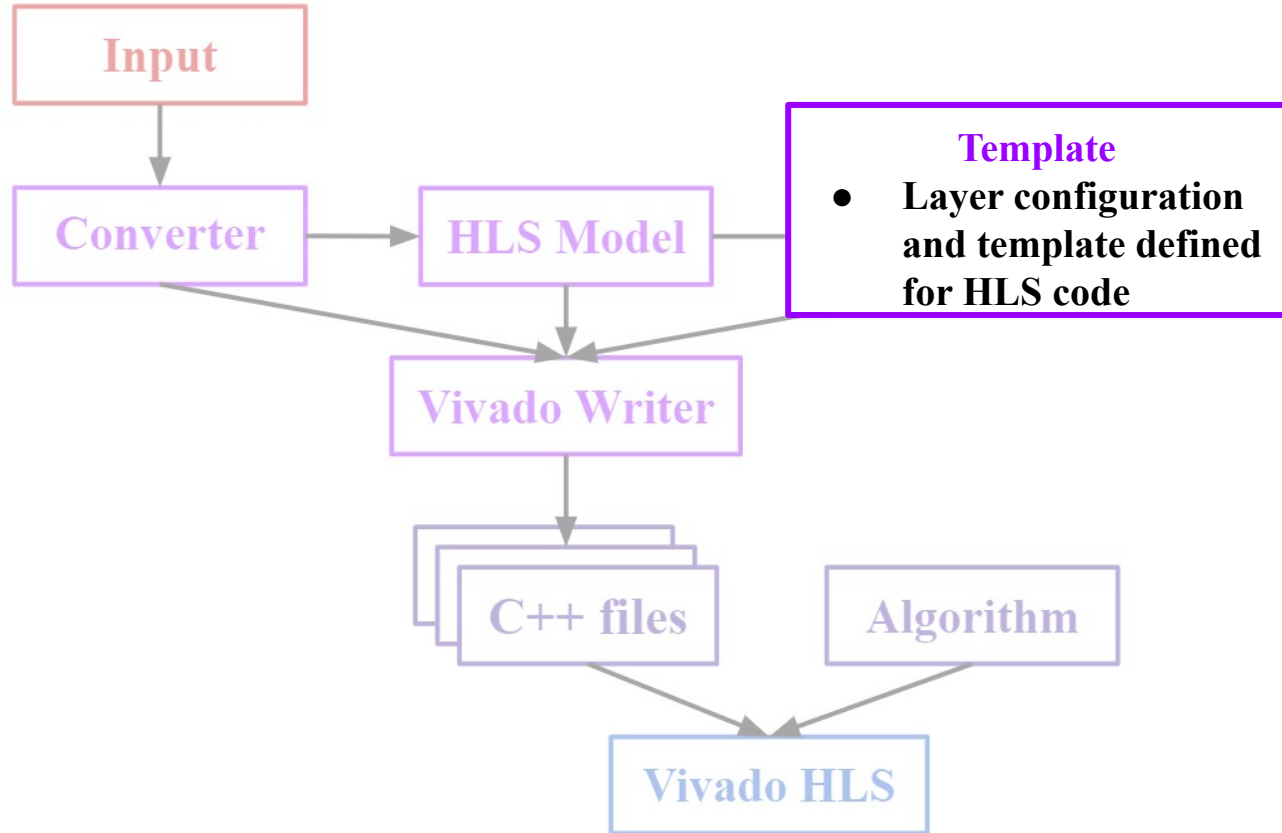 Input
Template
● Layer configuration
and template defined
for HLS code
Converter
HLS Model
Vivado Writer
C++ files
Algorithm
Vivado HLS